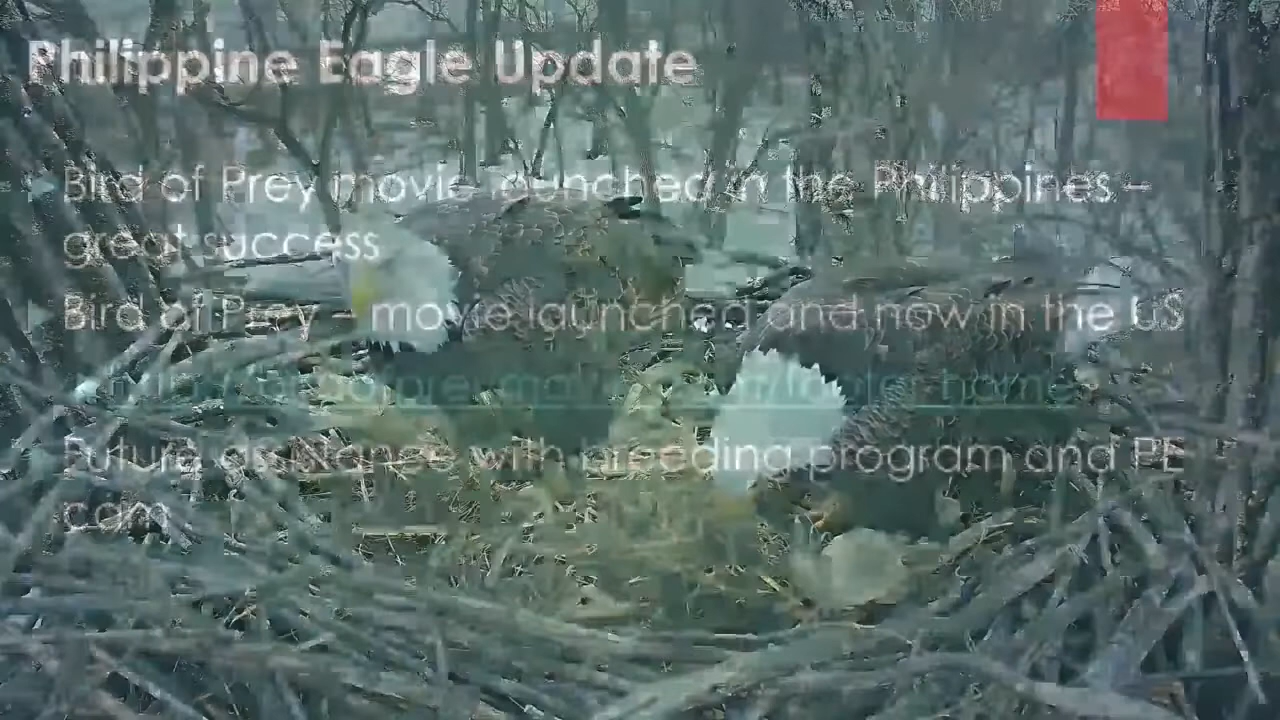 Philippine Eagle Update
Bird of Prey movie launched in the Philippines –
great success
Bird of Prey – movie launched and now in the US
Future assistance with breeding program and PE
cam